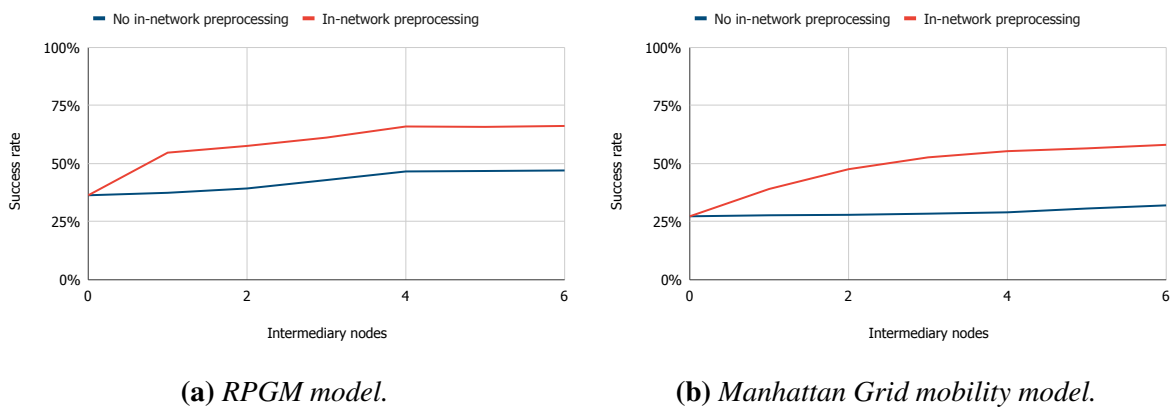 No in-network preprocessing In-network preprocessing
100%
75%
50%
25%
0%
Success rate
0 2 4 6
Intermediary nodes
(a) RPGM model.
No in-network preprocessing In-network preprocessing
100%
75%
50%
25%
0%
Success rate
0 2 4 6
Intermediary nodes
(b) Manhattan Grid mobility model.